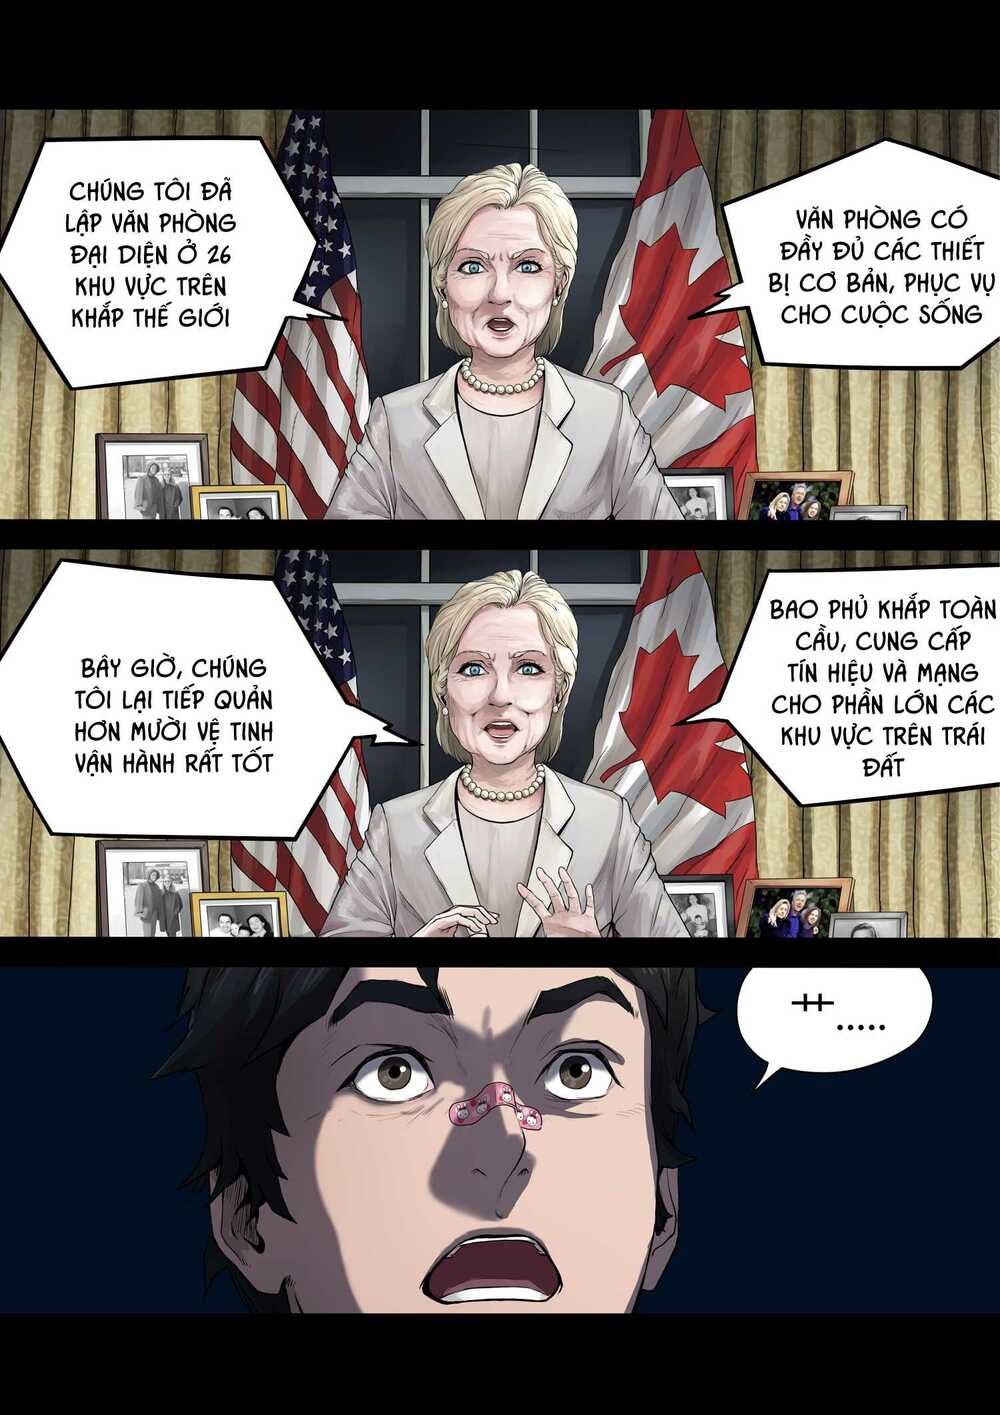 CHÚNG TÔI ĐÃ
LẬP VĂN PHÒNG
ĐẠI DIỆN Ở 26
KHU VỰC TRÊN
KHẮP THẾ GIỚI
VĂN PHÒNG CÓ
ĐẦY ĐỦ CÁC THIẾT
BỊ CƠ BẢN, PHỤC VỤ
CHO CUỘC SỐNG
BÂY GIỜ, CHÚNG
TÔI LẠI TIẾP QUẢN
HƠN MƯỜI VỆ TINH
VẬN HÀNH RẤT TỐT
BAO PHỦ KHẮP TOÀN
CẦU, CUNG CẤP
TÍN HIỆU VÀ MẠNG
CHO PHẦN LỚN CÁC
KHU VỰC TRÊN TRÁI
ĐẤT
艹.....